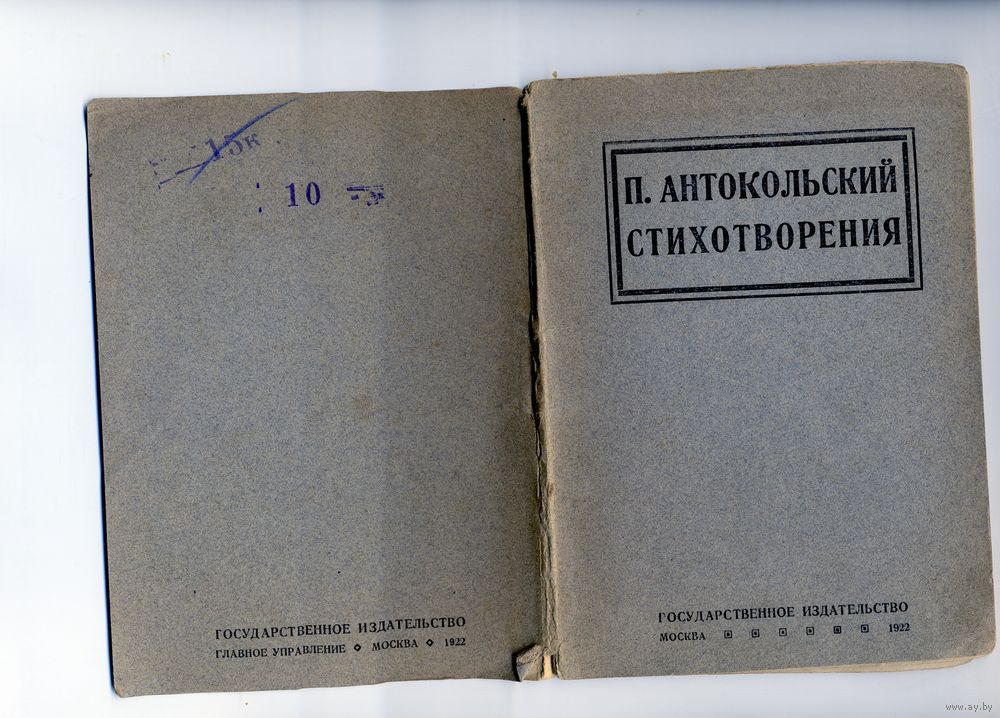 15к
10
ГОСУДАРСТВЕННОЕ ИЗДАТЕЛЬСТВО
ГЛАВНОЕ УПРАВЛЕНИЕ ◇ МОСКВА ◇ 1922
П. АНТОКОЛЬСКИЙ
СТИХОТВОРЕНИЯ
ГОСУДАРСТВЕННОЕ ИЗДАТЕЛЬСТВО
МОСКВА 1922
www.ay.by